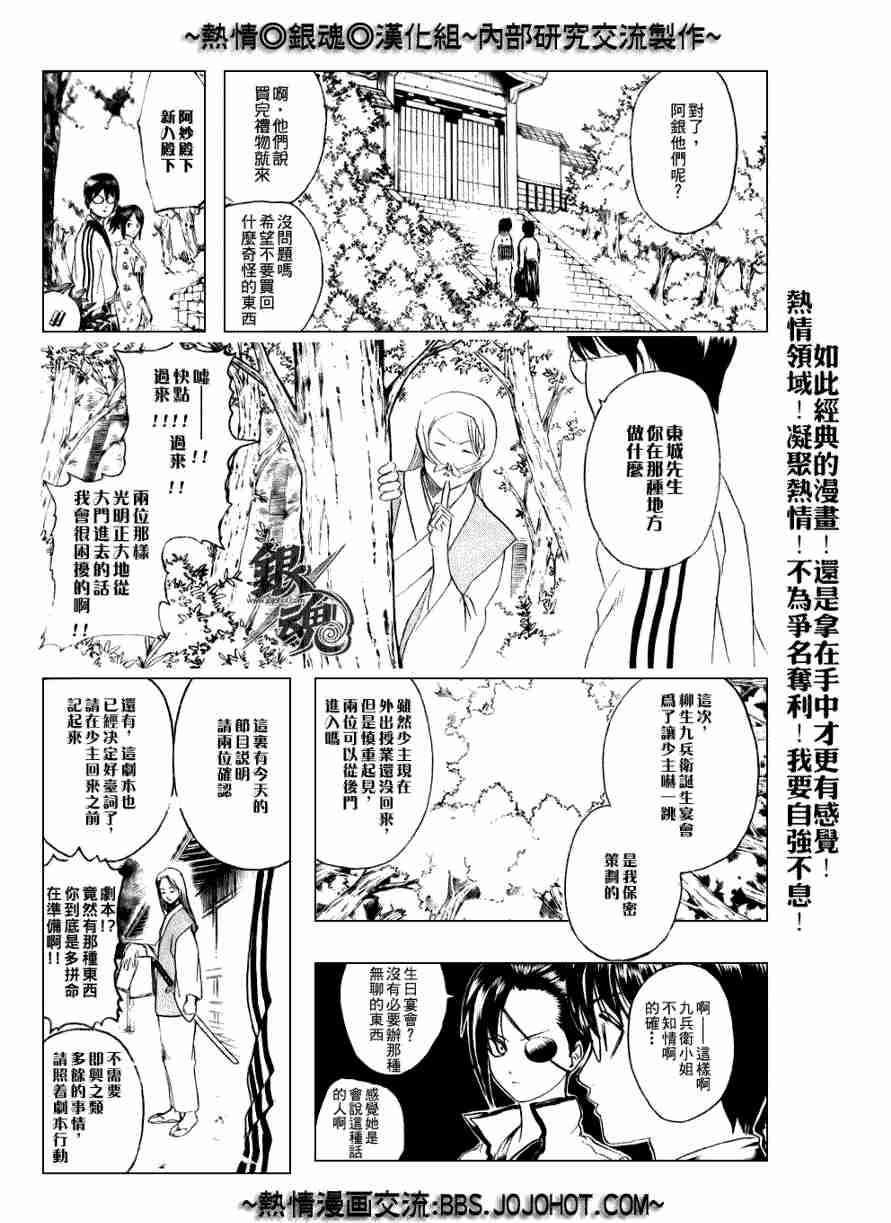 ~熱情◎銀魂◎漢化組~內部研究交流製作~
對了，
阿銀他們呢？
啊，他們說
買完禮物就來
沒問題嗎
希望不要買回
什麼奇怪的東西
阿妙殿下
新八殿下
東城先生
你在那種地方
做什麼
噓——
快點！！過來！！
過來！！
兩位那樣
光明正大地從
大門進去的話
我會很困擾的啊！！
銀魂
www.jojohot.com
這次，
柳生九兵衛誕生宴會
為了讓少主嚇一跳
是我保密
策劃的
雖然少主現在
外出授業還沒回來，
但是慎重起見，
兩位可以從後門
進入嗎
這裏有今天的
節目說明
請兩位確認
還有，這劇本也
已經決定好臺詞了，
請在少主回來之前
記起來
劇本!?
竟然有那種東西
你到底是多拼命
在準備啊!!
不需要
即興之類
多餘的事情，
請照着劇本行動
啊——這樣啊
九兵衛小姐
不知情啊
的確…
生日宴會？
沒有必要辦那種
無聊的東西
感覺她是
會說這種話
的人啊
如此經典的漫畫！還是拿在手中才更有感覺！
熱情領域！凝聚熱情！不為爭名奪利！我要自強不息！
~熱情漫画交流:BBS.JOJOHOT.COM~